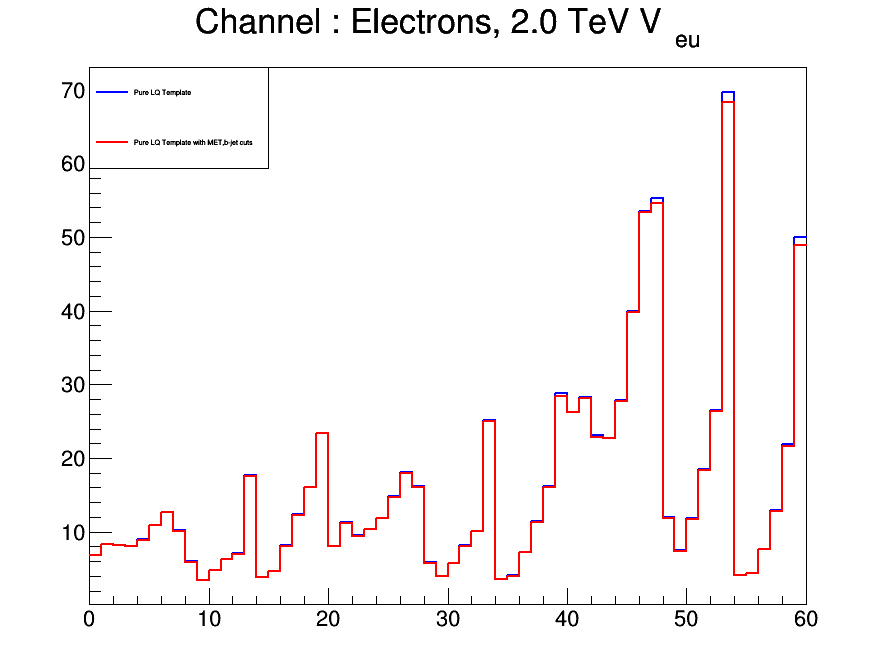 Channel : Electrons, 2.0 TeV V eu
Pure LQ Template
Pure LQ Template with MET,b-jet cuts
70
60
50
40
30
20
10
0 10 20 30 40 50 60